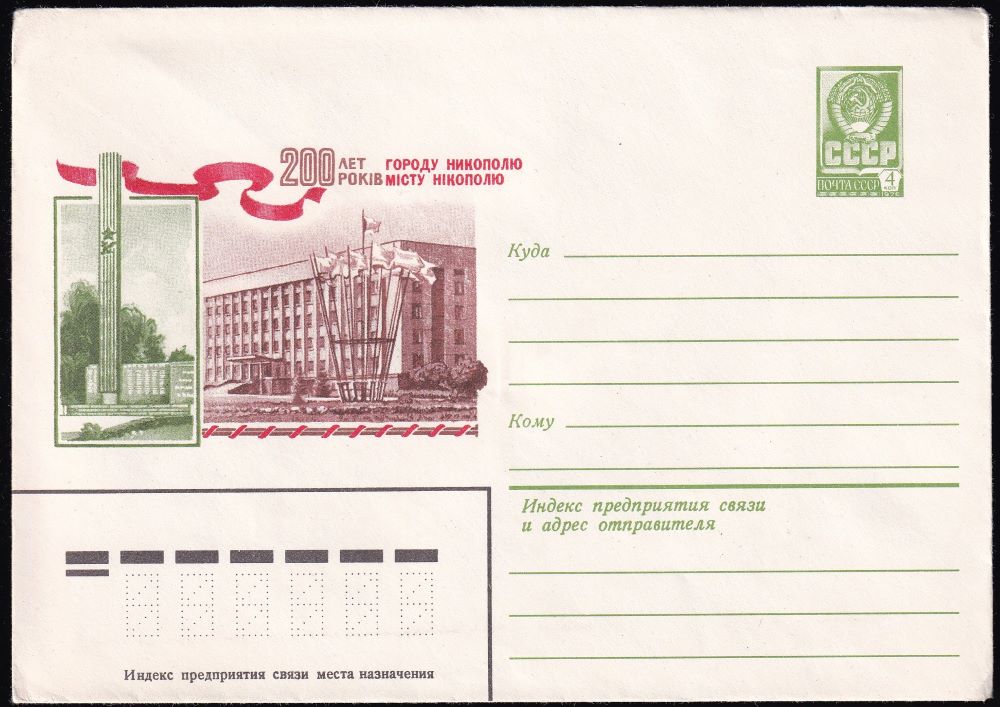 200 ЛЕТ ГОРОДУ НИКОПОЛЮ
РОКІВ МІСТУ НІКОПОЛЮ
СССР
ПОЧТА СССР
4
КОП
Куда
Кому
Индекс предприятия связи
и адрес отправителя
Индекс предприятия связи места назначения